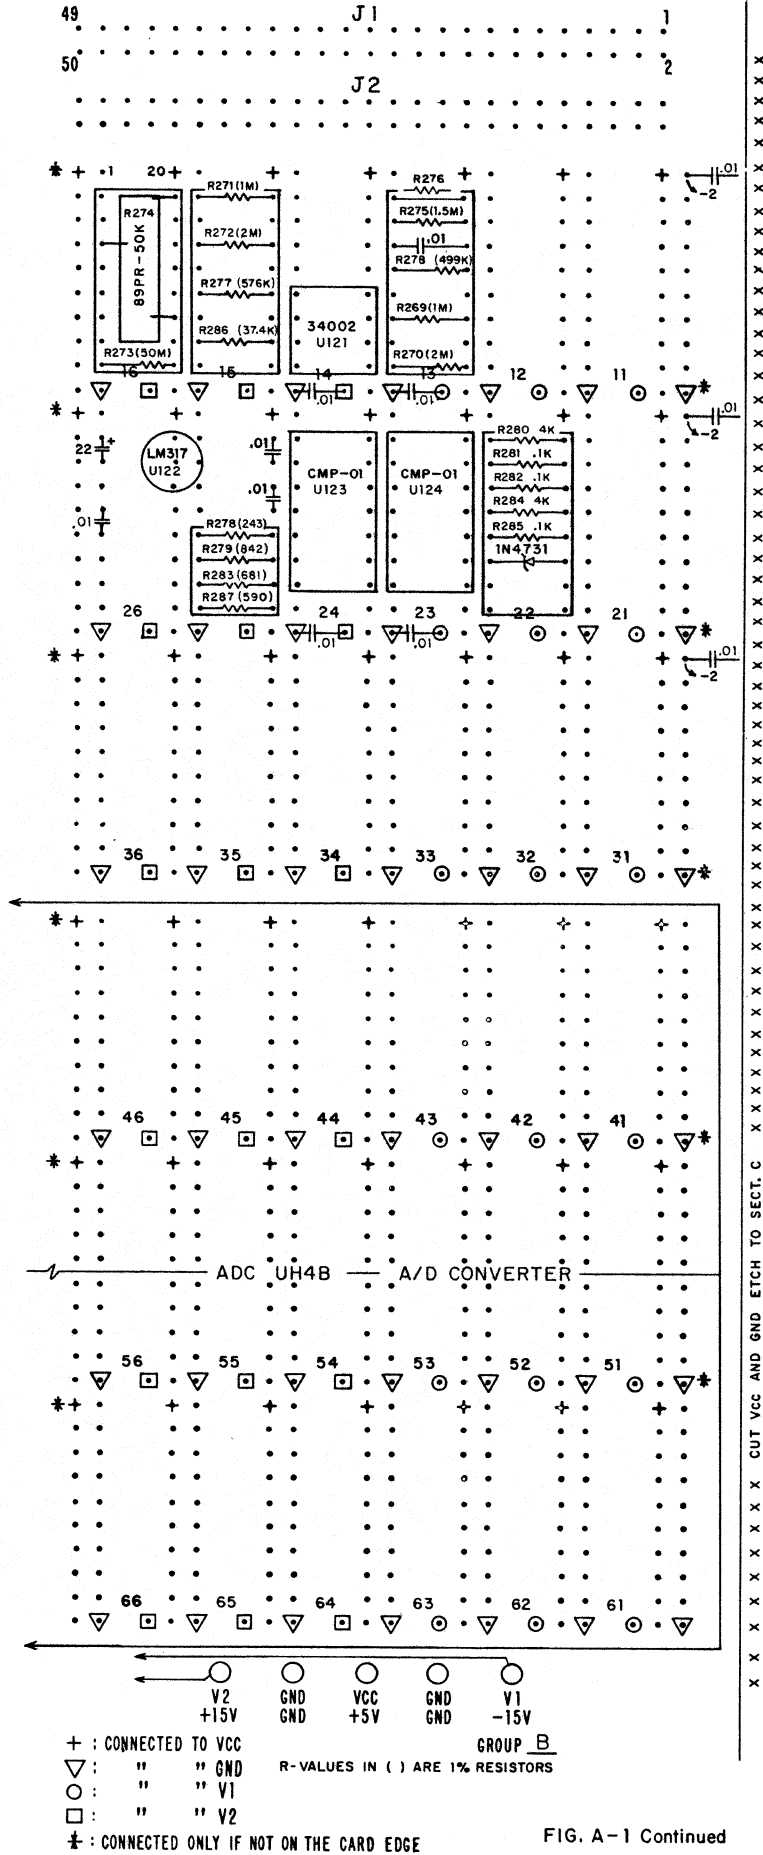 49 J1 1
50 2
J2
1 20 .01
-2
R274
89PR-50K
R273(50M)
R271(1M)
R272(2M)
R277 (576K)
R286 (37.4K)
34002
U121
R276
R275(1.5M)
.01
R278 (499K)
R269(1M)
R270(2M)
16 15 14 13 12 11
.01 .01
.01
-2
22 +
.01
LM317
U122
.01
.01
R278(243)
R279(842)
R283(681)
R287(590)
CMP-01
U123
CMP-01
U124
R280 4K
R281 .1K
R282 .1K
R284 4K
R285 .1K
1N4731
26 24 23 22 21
.01 .01
.01
-2
36 35 34 33 32 31
46 45 44 43 42 41
ADC UH4B — A/D CONVERTER
56 55 54 53 52 51
66 65 64 63 62 61
CUT Vcc AND GND ETCH TO SECT. C
V2 GND VCC GND V1
+15V GND +5V GND -15V
GROUP B
R-VALUES IN ( ) ARE 1% RESISTORS
+ : CONNECTED TO VCC
▽ : " " GND
○ : " " V1
□ : " " V2
: CONNECTED ONLY IF NOT ON THE CARD EDGE
FIG. A-1 Continued